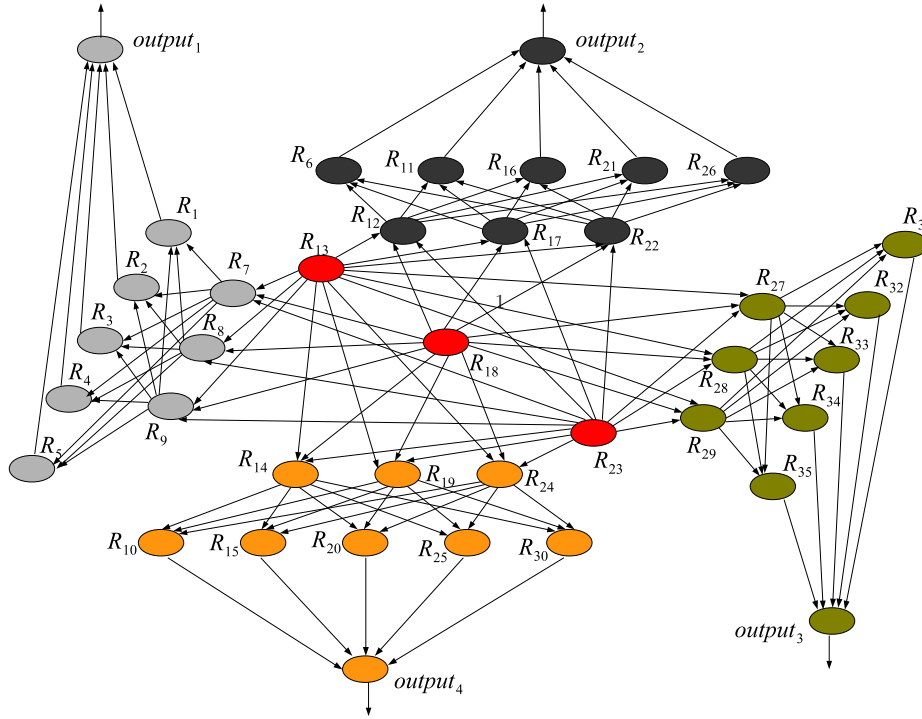 output₁
output₂
R₆
R₁₁
R₁₆
R₂₁
R₂₆
R₁
R₁₂
R₁₇
R₂₂
R₃
R₂
R₇
R₁₃
R₂₇
R₃₂
1
R₃
R₈
R₁₈
R₂₈
R₃₃
R₄
R₉
R₃₄
R₅
R₂₃
R₂₉
R₁₄
R₁₉
R₂₄
R₃₅
R₁₀
R₁₅
R₂₀
R₂₅
R₃₀
output₃
output₄